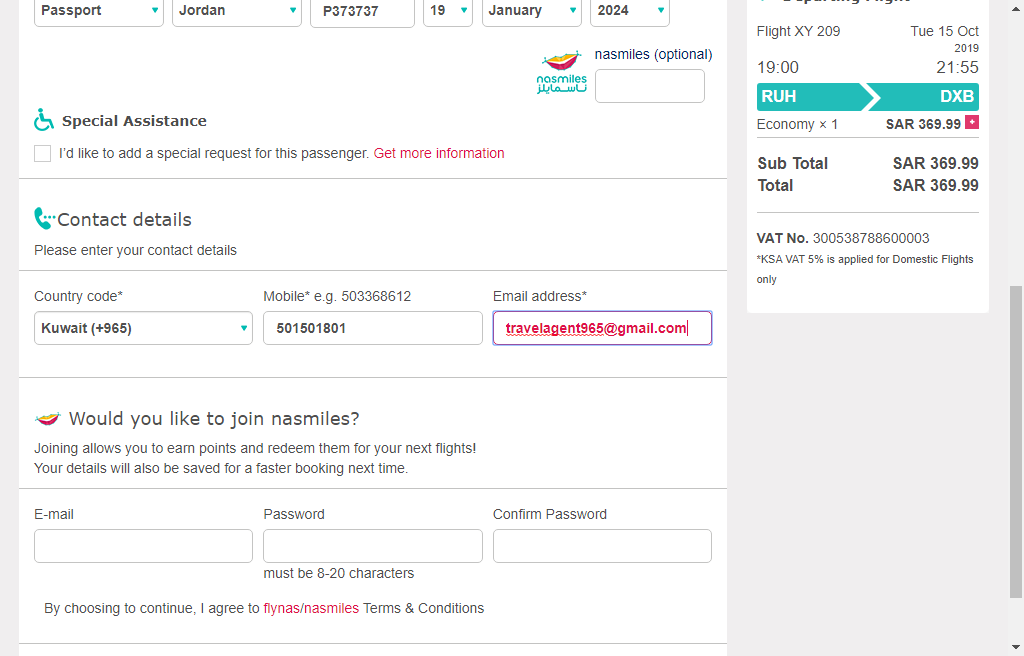 Passport Jordan P373737 19 January 2024
nasmiles (optional)
nasmiles
ناسمايلز
Special Assistance
I'd like to add a special request for this passenger. Get more information
Contact details
Please enter your contact details
Country code* Mobile* e.g. 503368612 Email address*
Kuwait (+965) 501501801 travelagent965@gmail.com
Would you like to join nasmiles?
Joining allows you to earn points and redeem them for your next flights!
Your details will also be saved for a faster booking next time.
E-mail Password Confirm Password
must be 8-20 characters
By choosing to continue, I agree to flynas/nasmiles Terms & Conditions
Departing Flight
Flight XY 209 Tue 15 Oct
2019
19:00 21:55
RUH DXB
Economy × 1 SAR 369.99 +
Sub Total SAR 369.99
Total SAR 369.99
VAT No. 300538788600003
*KSA VAT 5% is applied for Domestic Flights
only